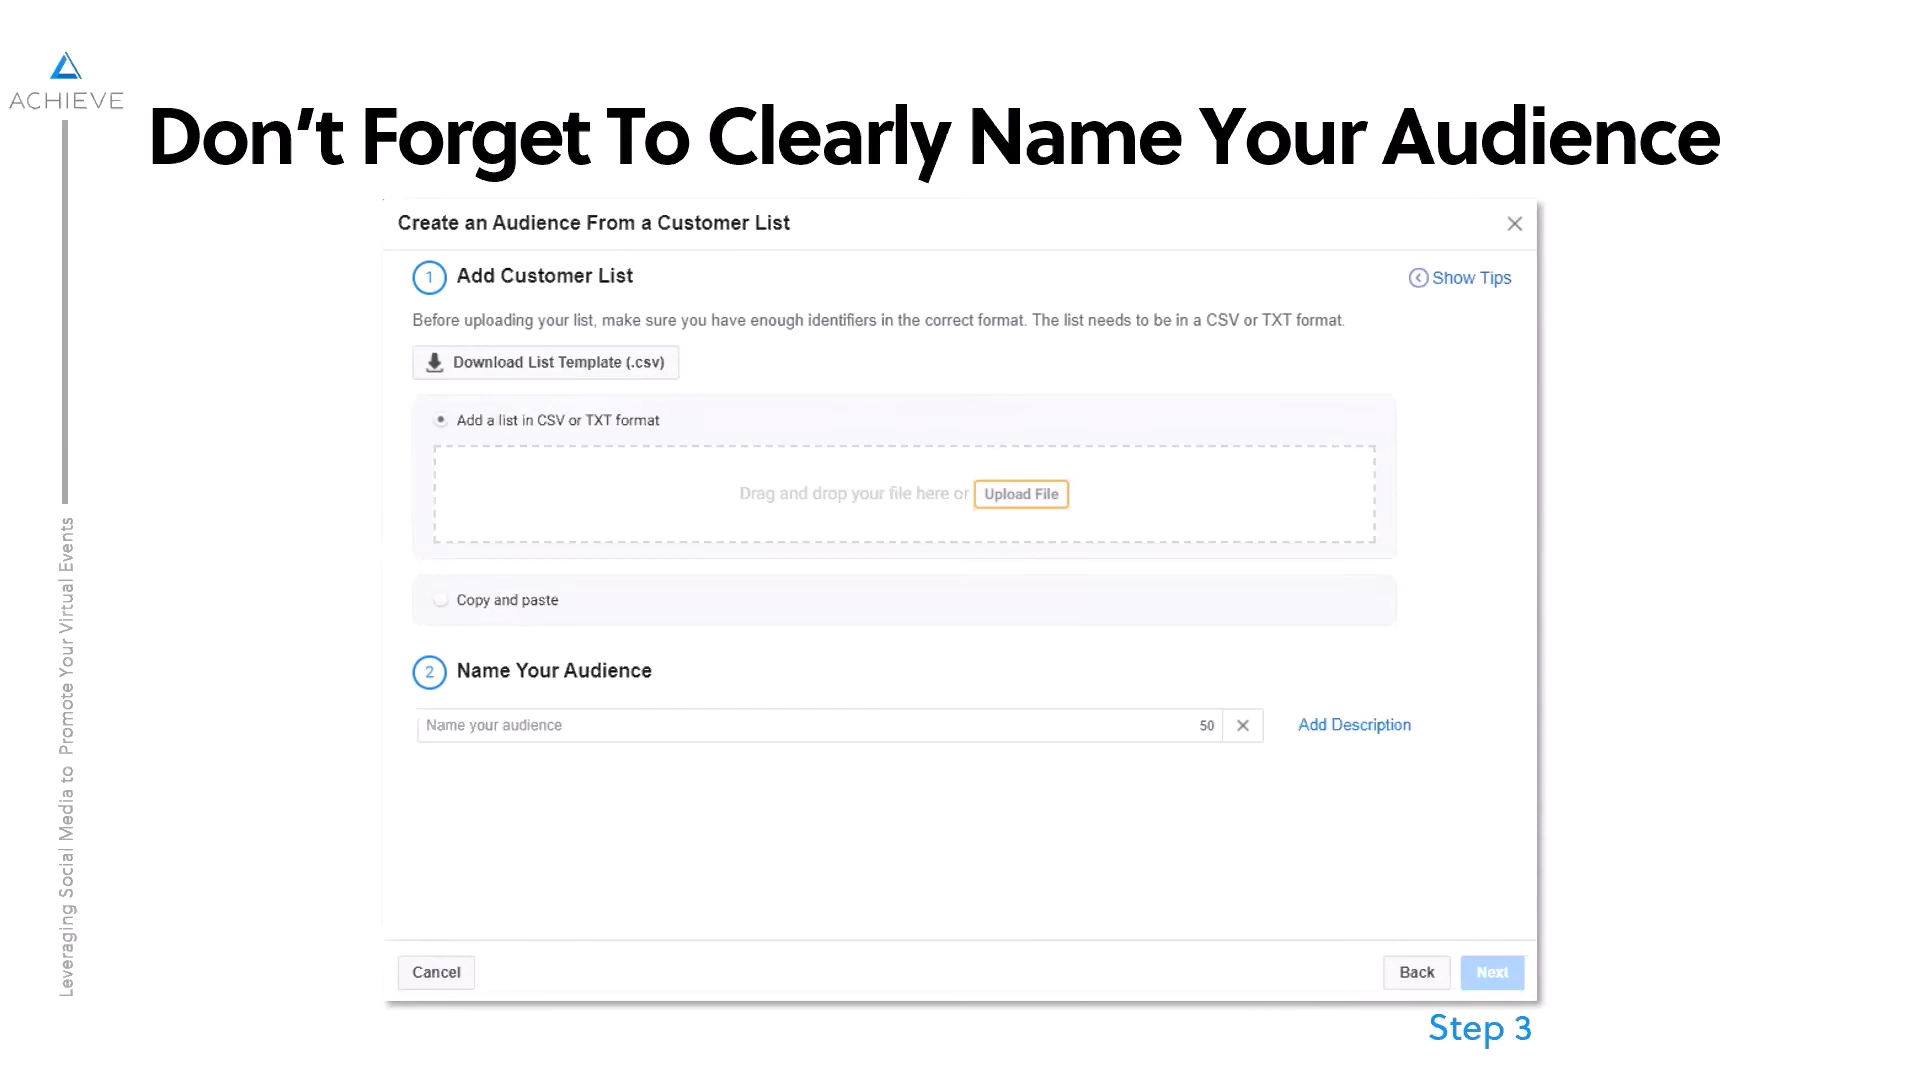 ACHIEVE
Don't Forget To Clearly Name Your Audience
Create an Audience From a Customer List
1 Add Customer List
Show Tips
Before uploading your list, make sure you have enough identifiers in the correct format. The list needs to be in a CSV or TXT format.
Download List Template (.csv)
Add a list in CSV or TXT format
Drag and drop your file here or Upload File
Copy and paste
2 Name Your Audience
Name your audience 50
Add Description
Cancel
Back
Next
Step 3
Leveraging Social Media to Promote Your Virtual Events